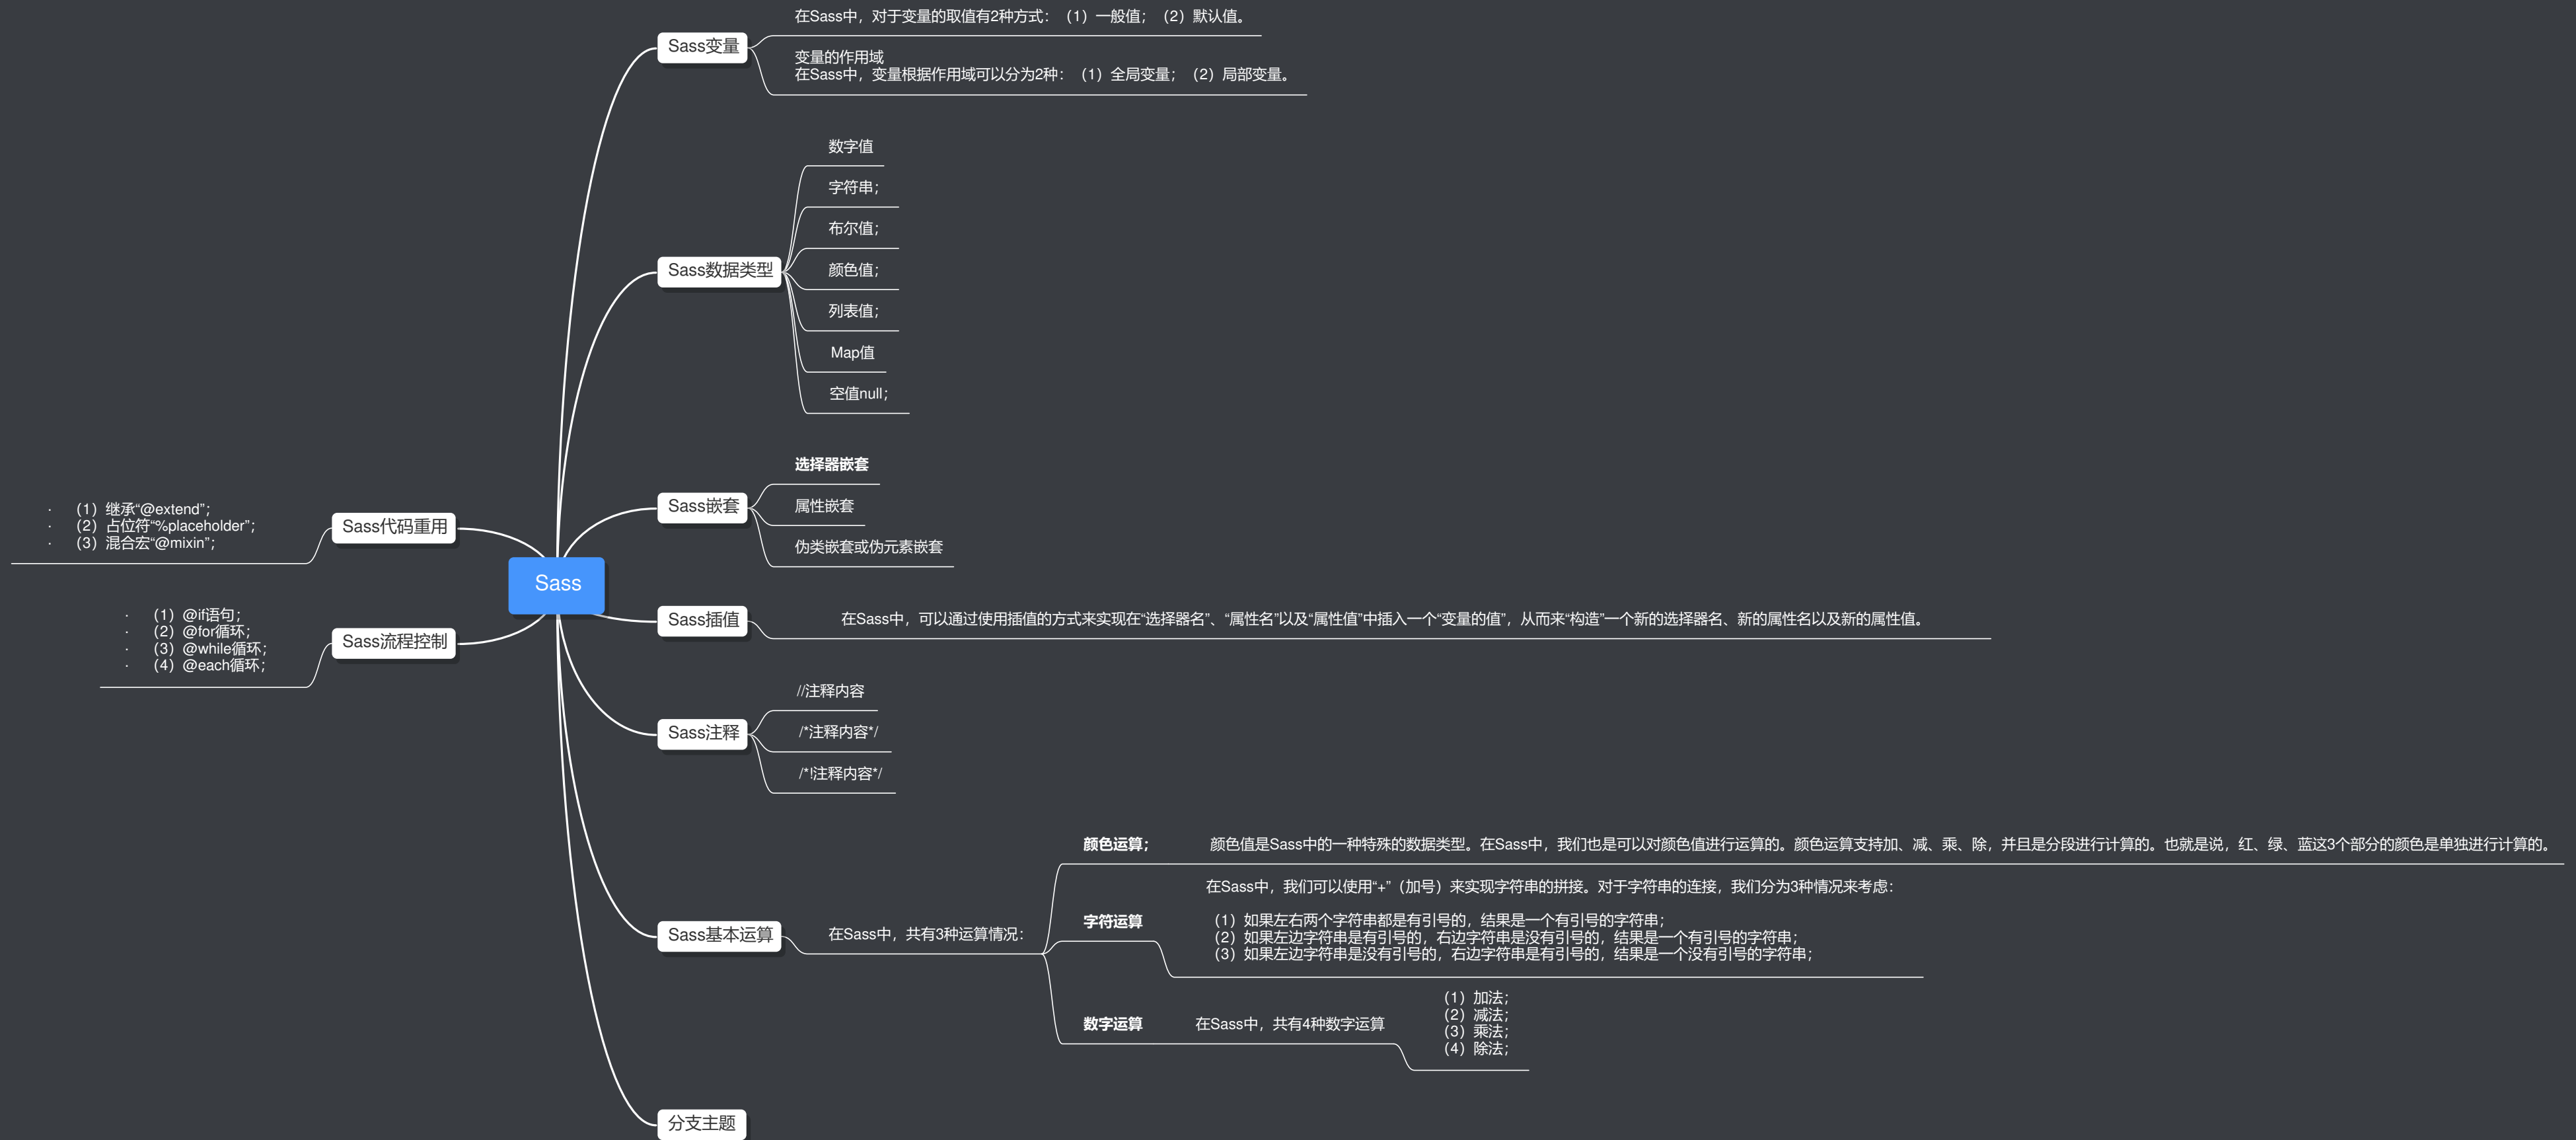 Sass
Sass变量
在Sass中，对于变量的取值有2种方式：（1）一般值；（2）默认值。
变量的作用域
在Sass中，变量根据作用域可以分为2种：（1）全局变量；（2）局部变量。
Sass数据类型
数字值
字符串；
布尔值；
颜色值；
列表值；
Map值
空值null；
Sass嵌套
选择器嵌套
属性嵌套
伪类嵌套或伪元素嵌套
Sass插值
在Sass中，可以通过使用插值的方式来实现在“选择器名”、“属性名”以及“属性值”中插入一个“变量的值”，从而来“构造”一个新的选择器名、新的属性名以及新的属性值。
Sass注释
//注释内容
/*注释内容*/
/*!注释内容*/
Sass基本运算
在Sass中，共有3种运算情况：
颜色运算；
颜色值是Sass中的一种特殊的数据类型。在Sass中，我们也是可以对颜色值进行运算的。颜色运算支持加、减、乘、除，并且是分段进行计算的。也就是说，红、绿、蓝这3个部分的颜色是单独进行计算的。
字符运算
在Sass中，我们可以使用“+”（加号）来实现字符串的拼接。对于字符串的连接，我们分为3种情况来考虑：
（1）如果左右两个字符串都是有引号的，结果是一个有引号的字符串；
（2）如果左边字符串是有引号的，右边字符串是没有引号的，结果是一个有引号的字符串；
（3）如果左边字符串是没有引号的，右边字符串是有引号的，结果是一个没有引号的字符串；
数字运算
在Sass中，共有4种数字运算
（1）加法；
（2）减法；
（3）乘法；
（4）除法；
分支主题
Sass代码重用
· （1）继承“@extend”；
· （2）占位符“%placeholder”；
· （3）混合宏“@mixin”；
Sass流程控制
· （1）@if语句；
· （2）@for循环；
· （3）@while循环；
· （4）@each循环；